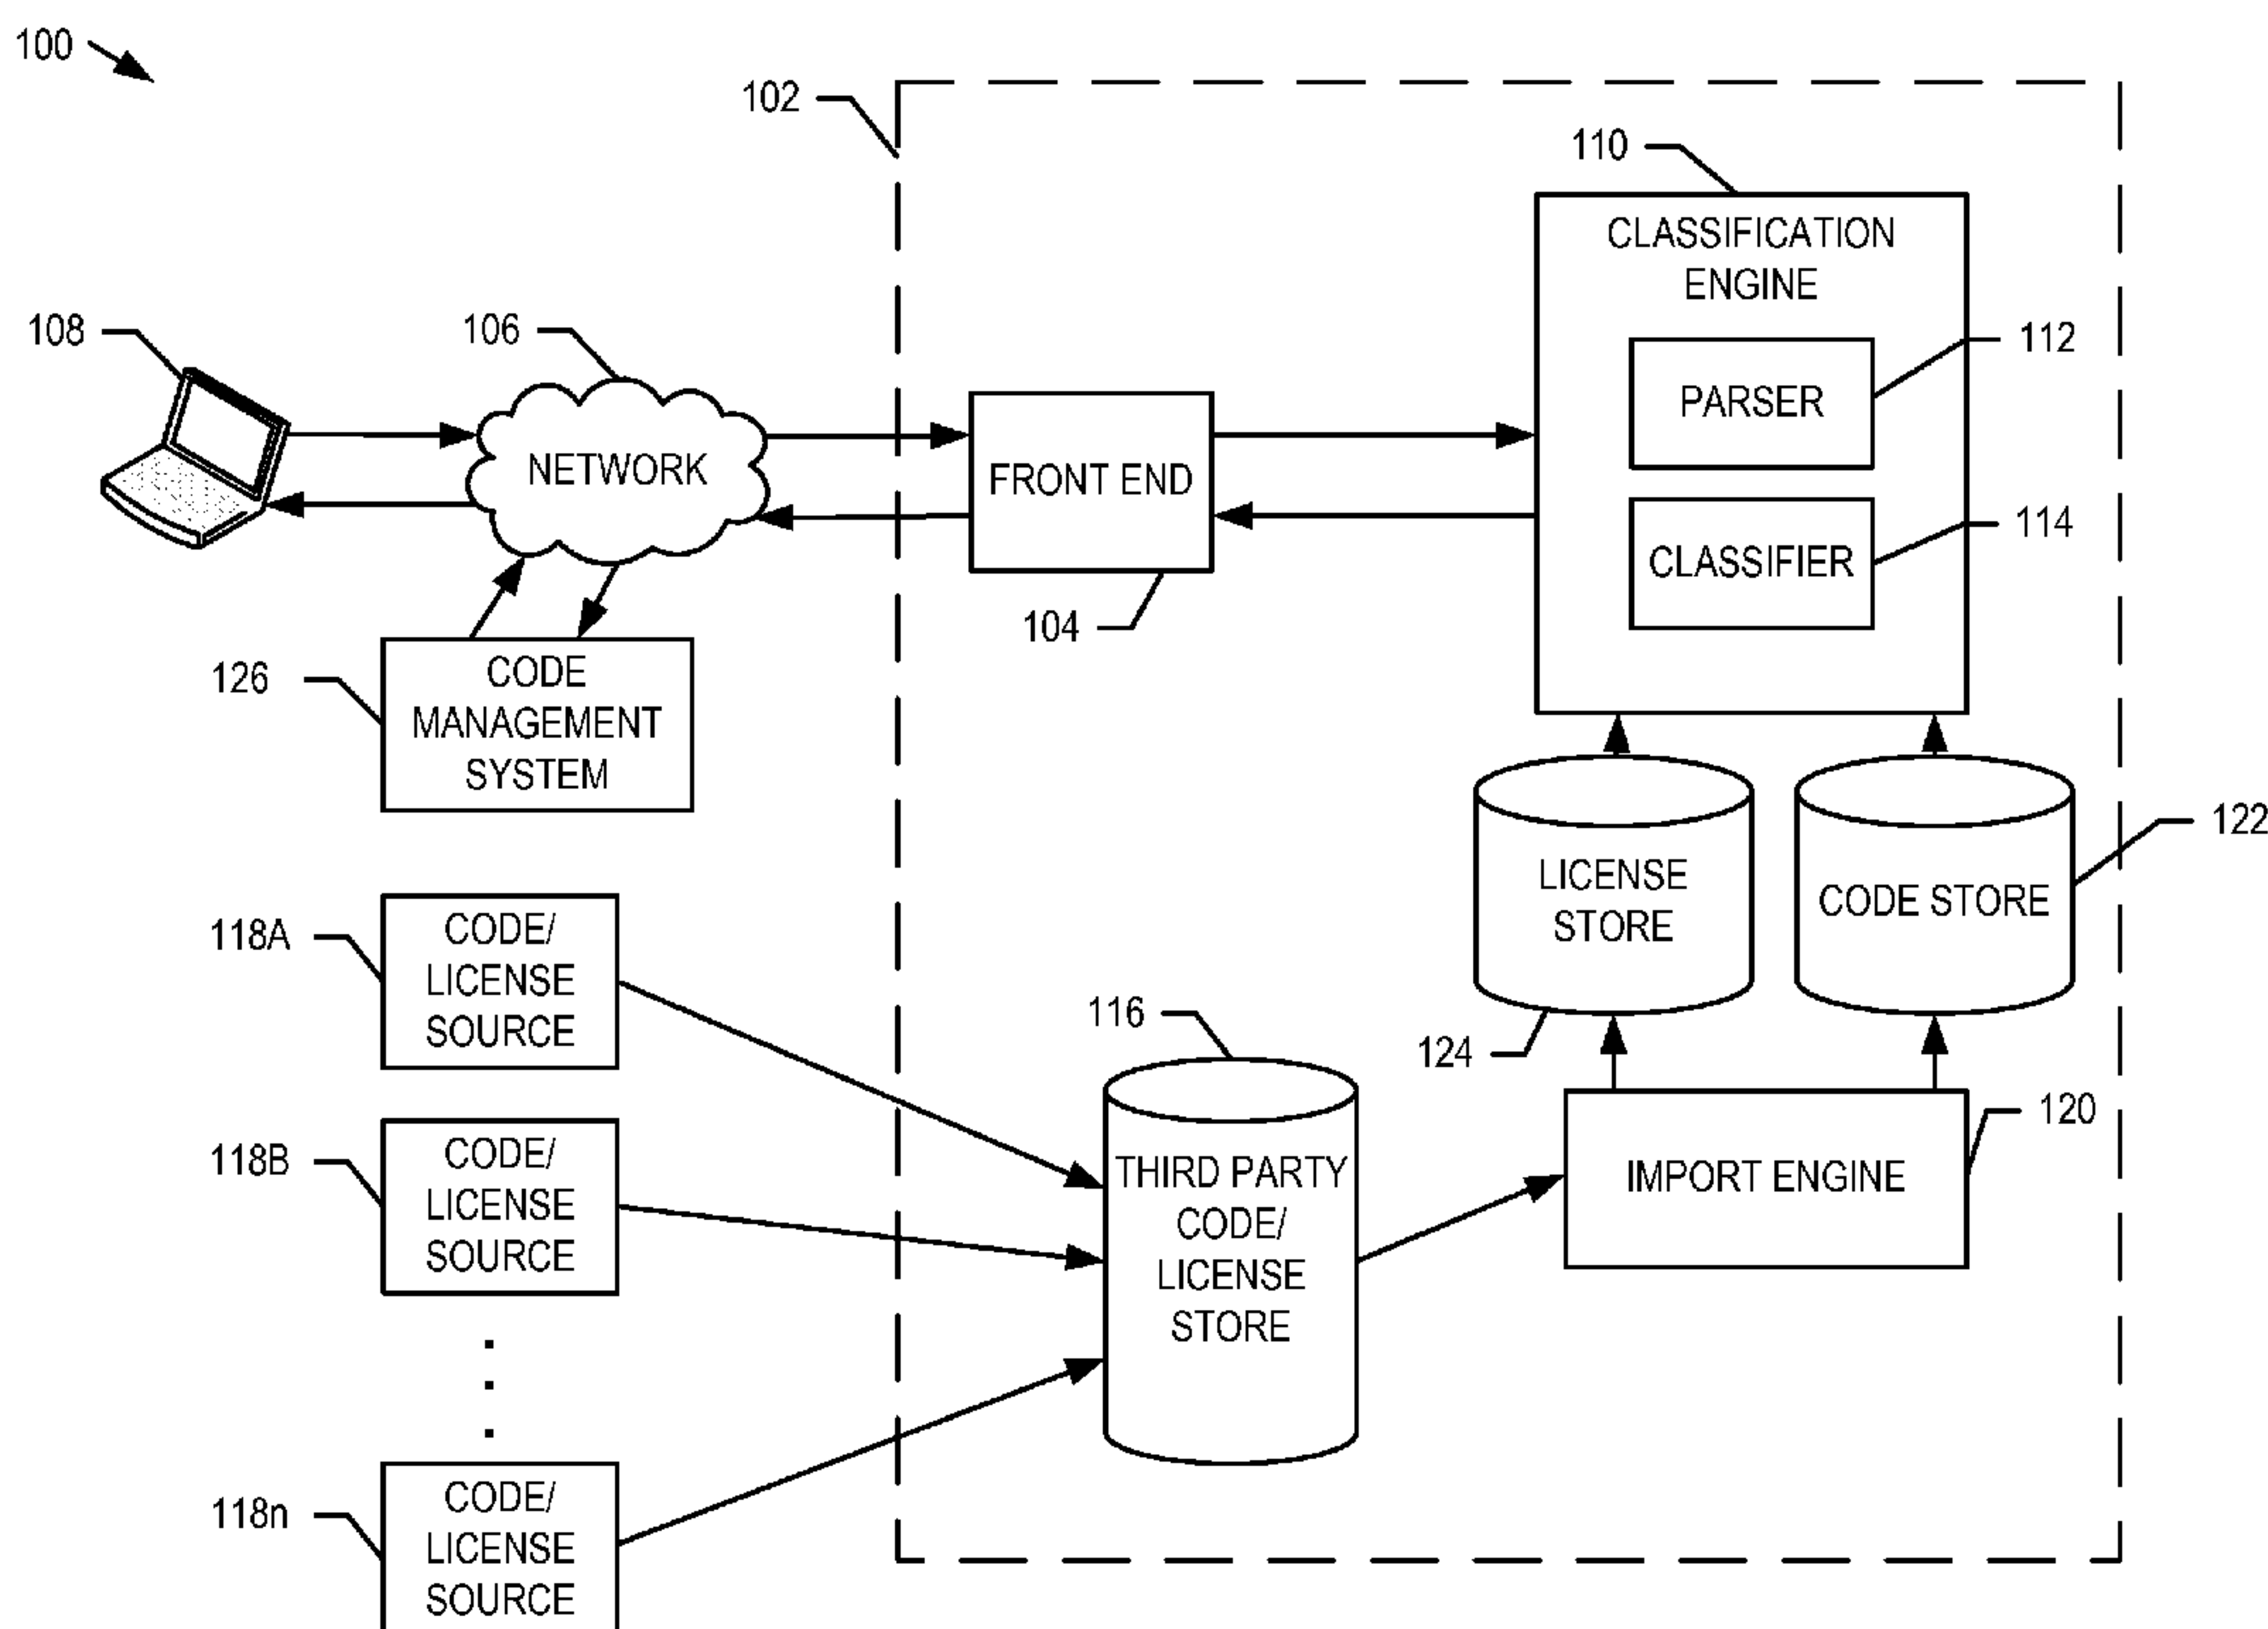 100
102
110
CLASSIFICATION
ENGINE
108
106
112
PARSER
NETWORK
FRONT END
114
CLASSIFIER
104
126
CODE
MANAGEMENT
SYSTEM
122
LICENSE
STORE
CODE STORE
118A
CODE/
LICENSE
SOURCE
116
124
120
118B
CODE/
LICENSE
SOURCE
THIRD PARTY
CODE/
LICENSE
STORE
IMPORT ENGINE
118n
CODE/
LICENSE
SOURCE